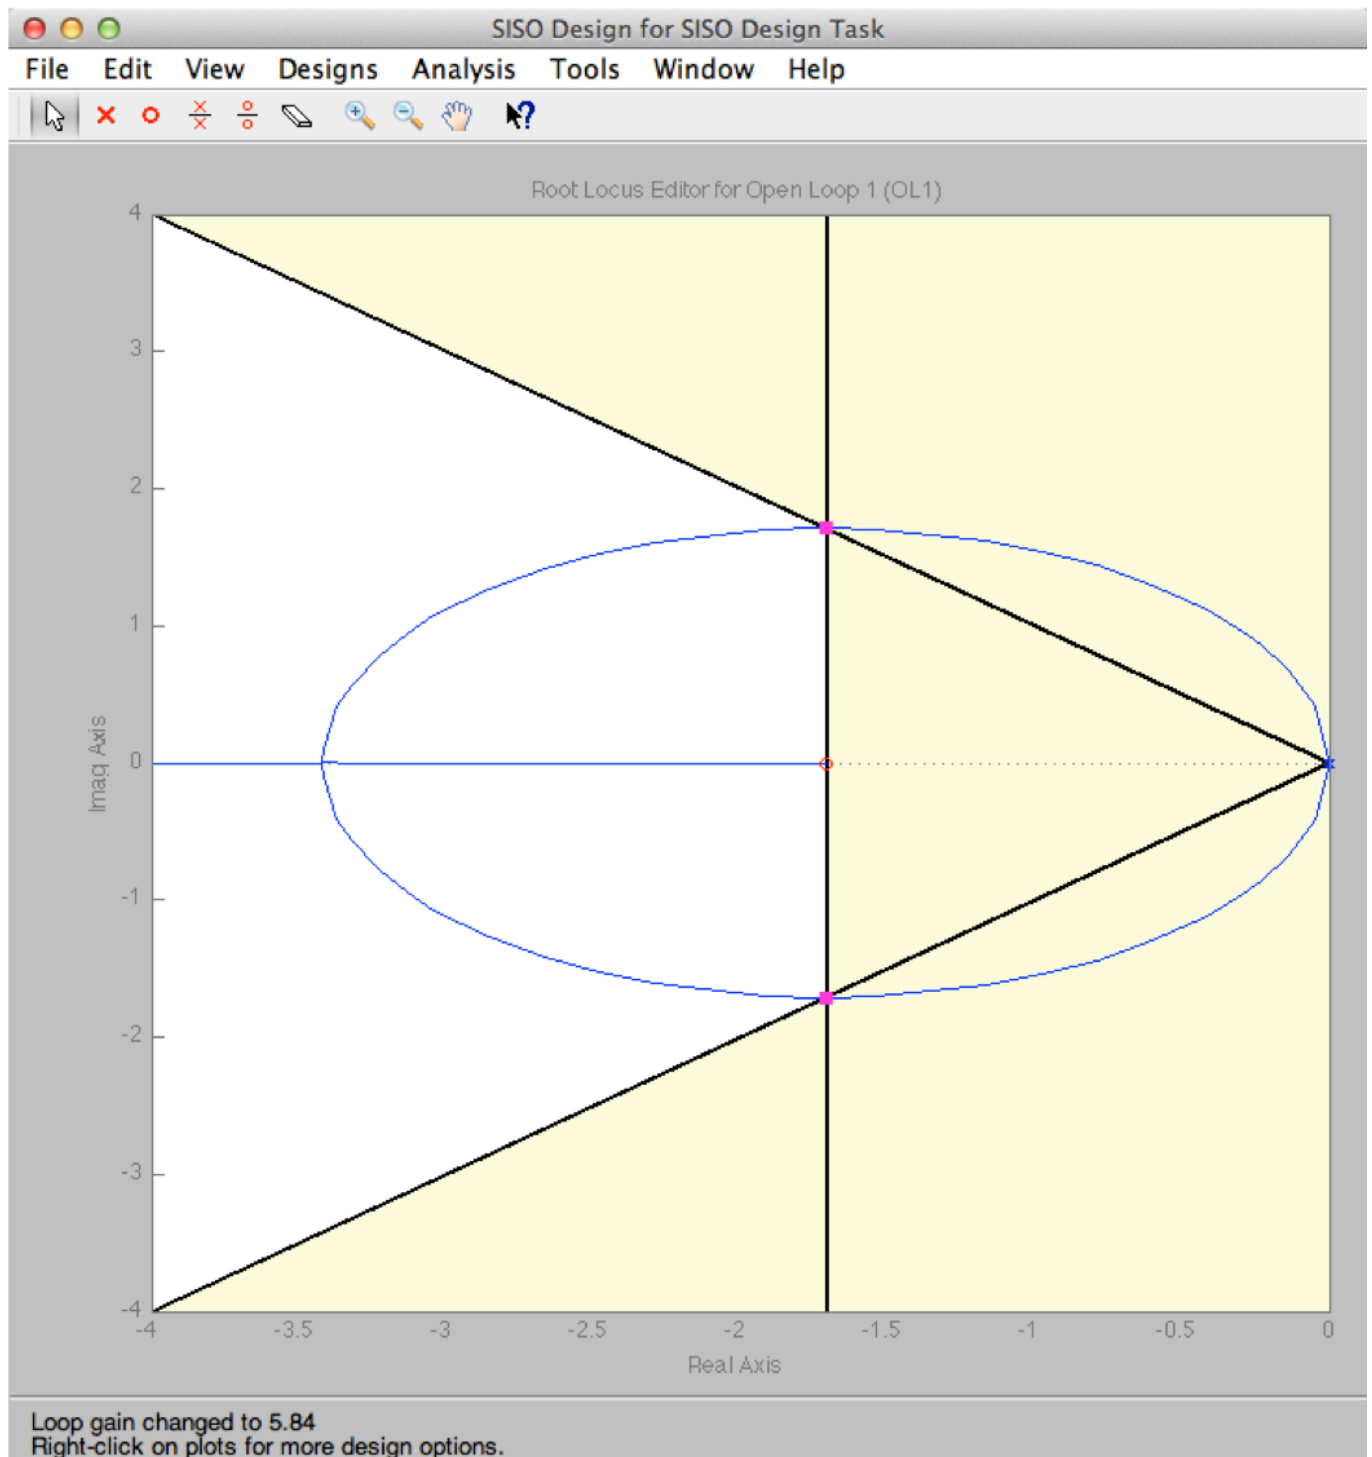 SISO Design for SISO Design Task
File Edit View Designs Analysis Tools Window Help
Root Locus Editor for Open Loop 1 (OL1)
4
3
2
1
0
-1
-2
-3
-4
Imag Axis
-4 -3.5 -3 -2.5 -2 -1.5 -1 -0.5 0
Real Axis
Loop gain changed to 5.84
Right-click on plots for more design options.